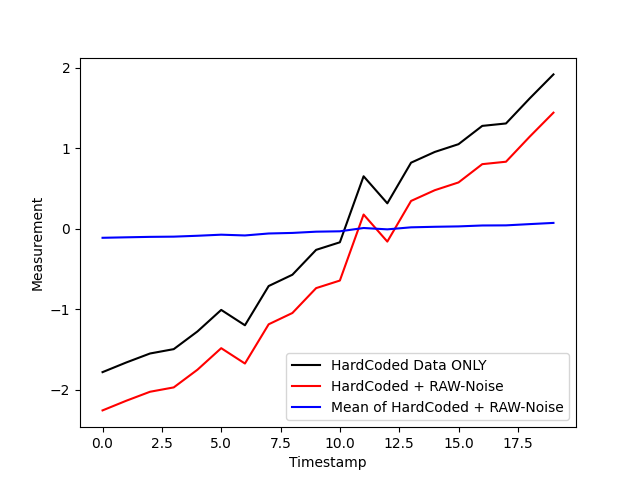 2
1
0
−1
−2
Measurement
HardCoded Data ONLY
HardCoded + RAW-Noise
Mean of HardCoded + RAW-Noise
0.0 2.5 5.0 7.5 10.0 12.5 15.0 17.5
Timestamp